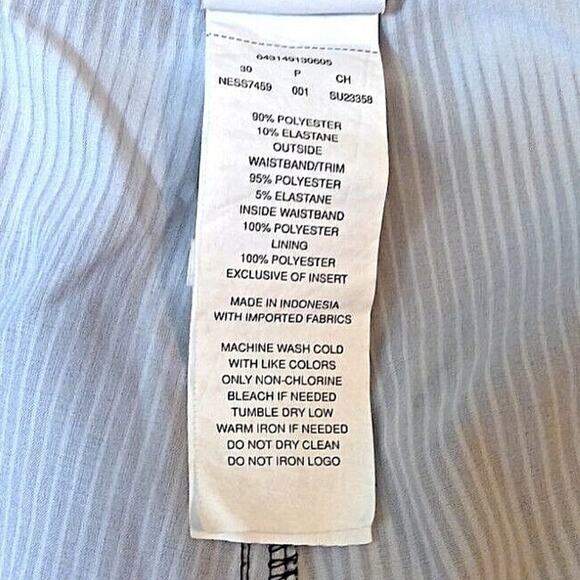 643149130605
30 P CH
NESS7459 001 SU23358
90% POLYESTER
10% ELASTANE
OUTSIDE
WAISTBAND/TRIM
95% POLYESTER
5% ELASTANE
INSIDE WAISTBAND
100% POLYESTER
LINING
100% POLYESTER
EXCLUSIVE OF INSERT
MADE IN INDONESIA
WITH IMPORTED FABRICS
MACHINE WASH COLD
WITH LIKE COLORS
ONLY NON-CHLORINE
BLEACH IF NEEDED
TUMBLE DRY LOW
WARM IRON IF NEEDED
DO NOT DRY CLEAN
DO NOT IRON LOGO